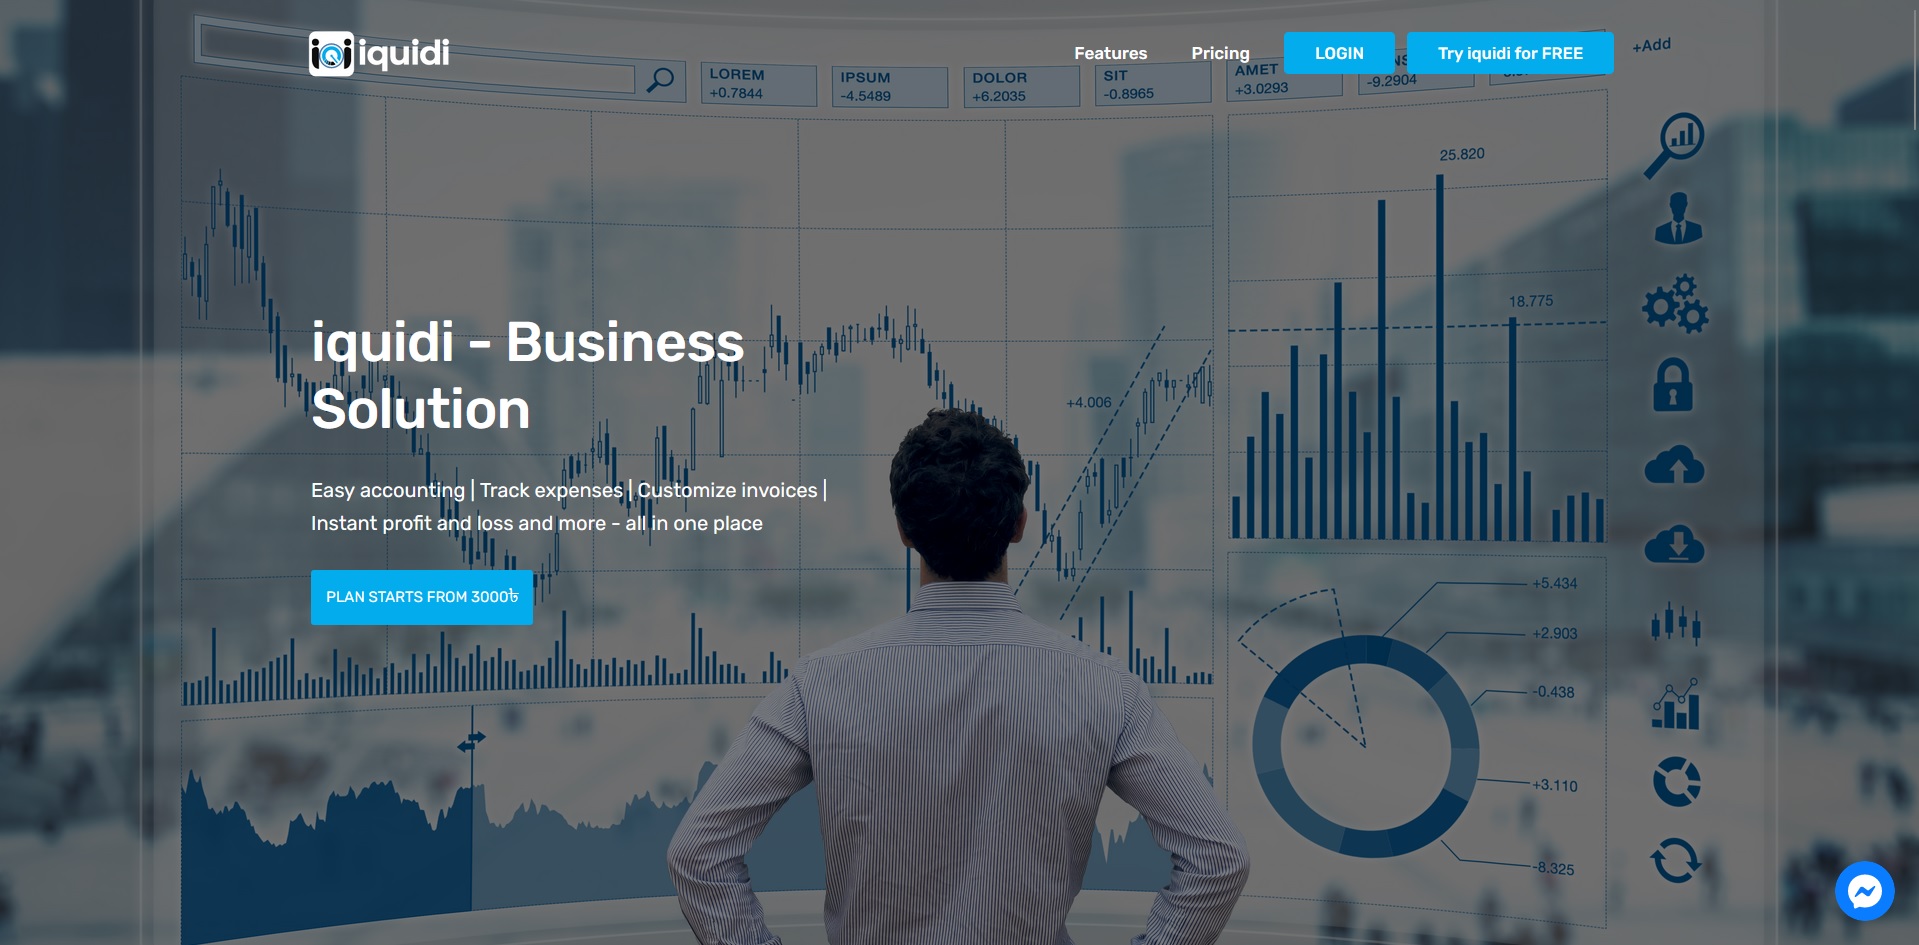 iquidi
Features
Pricing
LOGIN
Try iquidi for FREE
+Add
LOREM
+0.7844
IPSUM
-4.5489
DOLOR
+6.2035
SIT
-0.8965
AMET
+3.0293
-9.2904
25.820
18.775
+4.006
iquidi - Business
Solution
Easy accounting | Track expenses | Customize invoices |
Instant profit and loss and more - all in one place
PLAN STARTS FROM 3000৳
+5.434
+2.903
-0.438
+3.110
-8.325